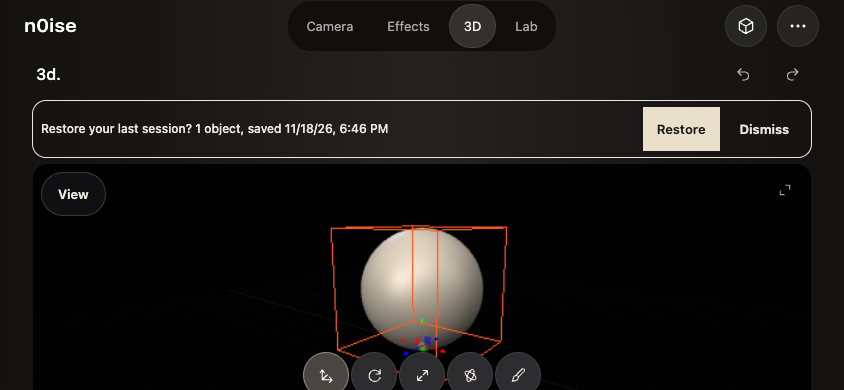 n0ise
Camera Effects 3D Lab
3d.
Restore your last session? 1 object, saved 11/18/26, 6:46 PM
Restore Dismiss
View